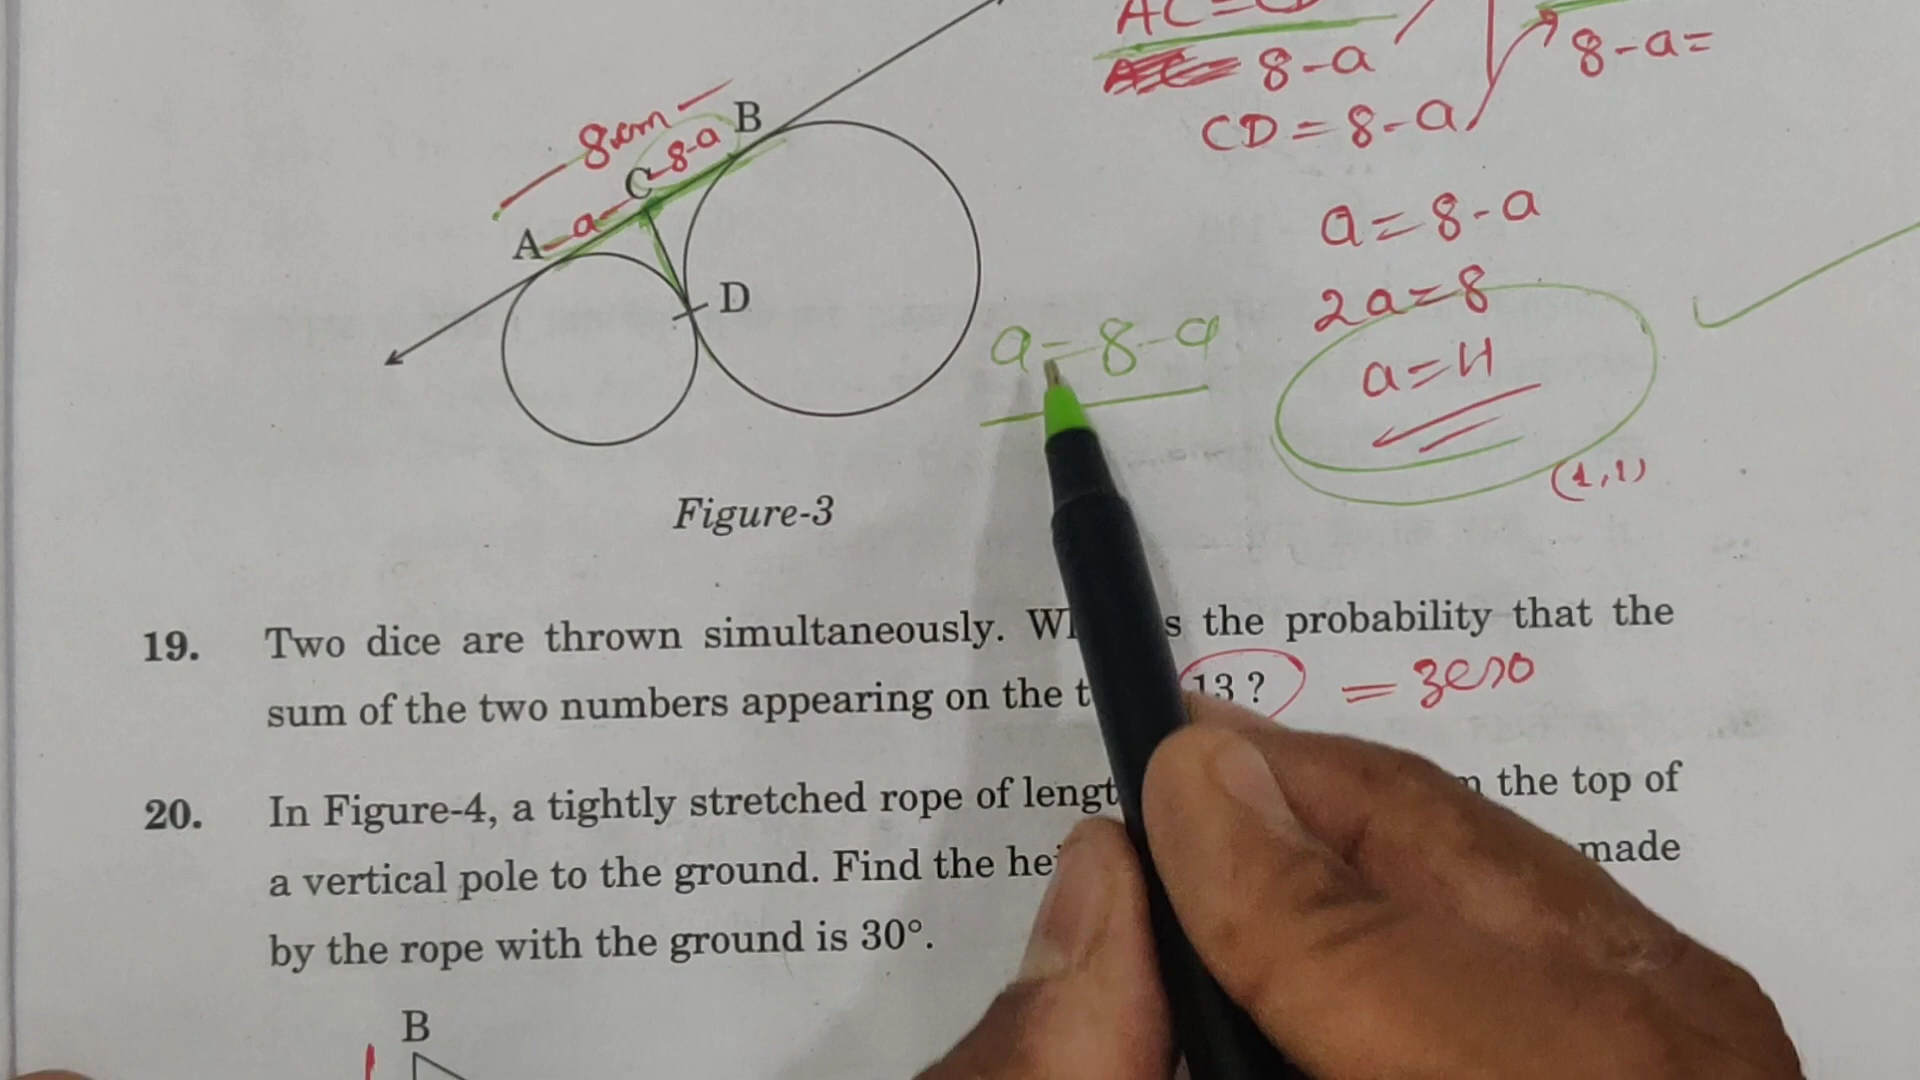 8-a
8-a=
CD=8-a
8cm
B
C
8-a
A
a
D
a=8-a
2a=8
a=4
a=8-a
(1,1)
Figure-3
19. Two dice are thrown simultaneously. s the probability that the
sum of the two numbers appearing on the 13 ? = zero
20. In Figure-4, a tightly stretched rope of the top of
a vertical pole to the ground. Find the made
by the rope with the ground is 30°.
B